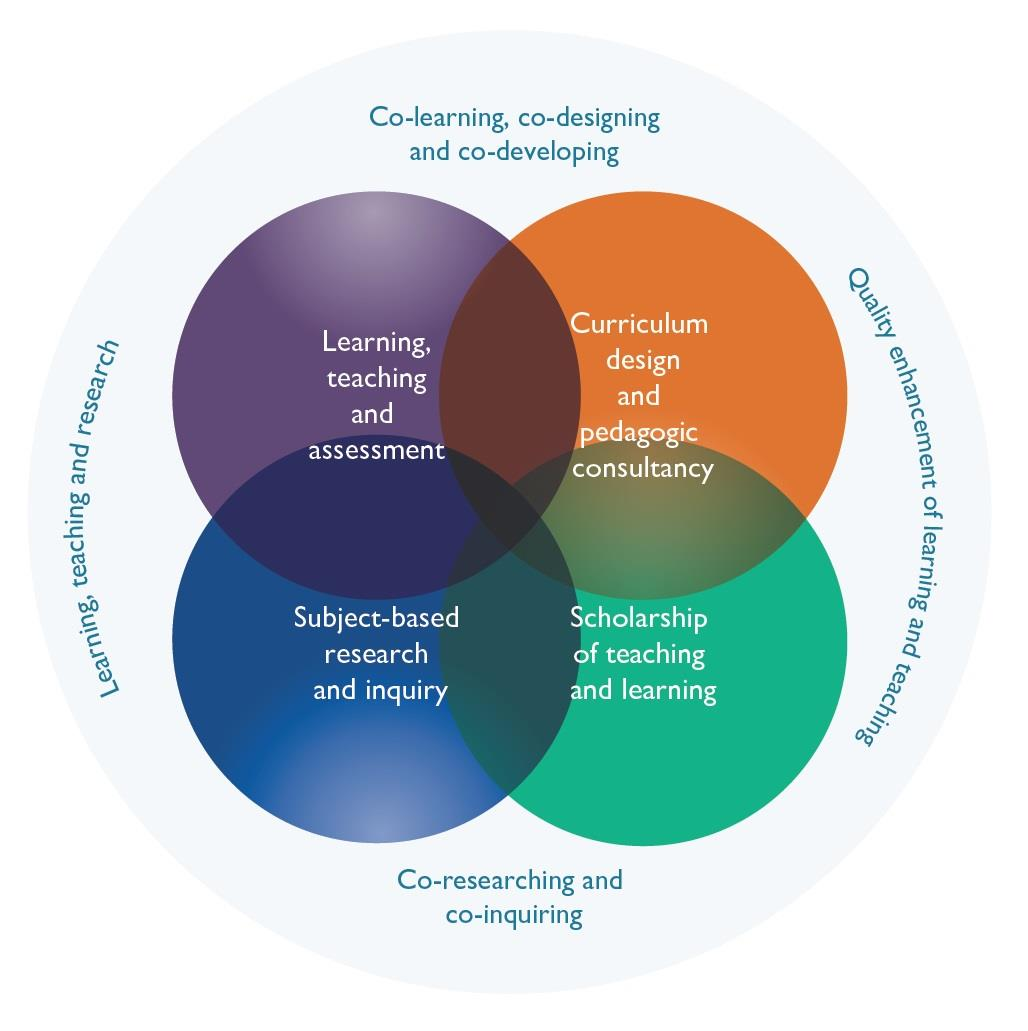 Co-learning, co-designing
and co-developing
Learning,
teaching
and
assessment
Curriculum
design
and
pedagogic
consultancy
Learning, teaching and research
Quality enhancement of learning and teaching
Subject-based
research
and inquiry
Scholarship
of teaching
and learning
Co-researching and
co-inquiring